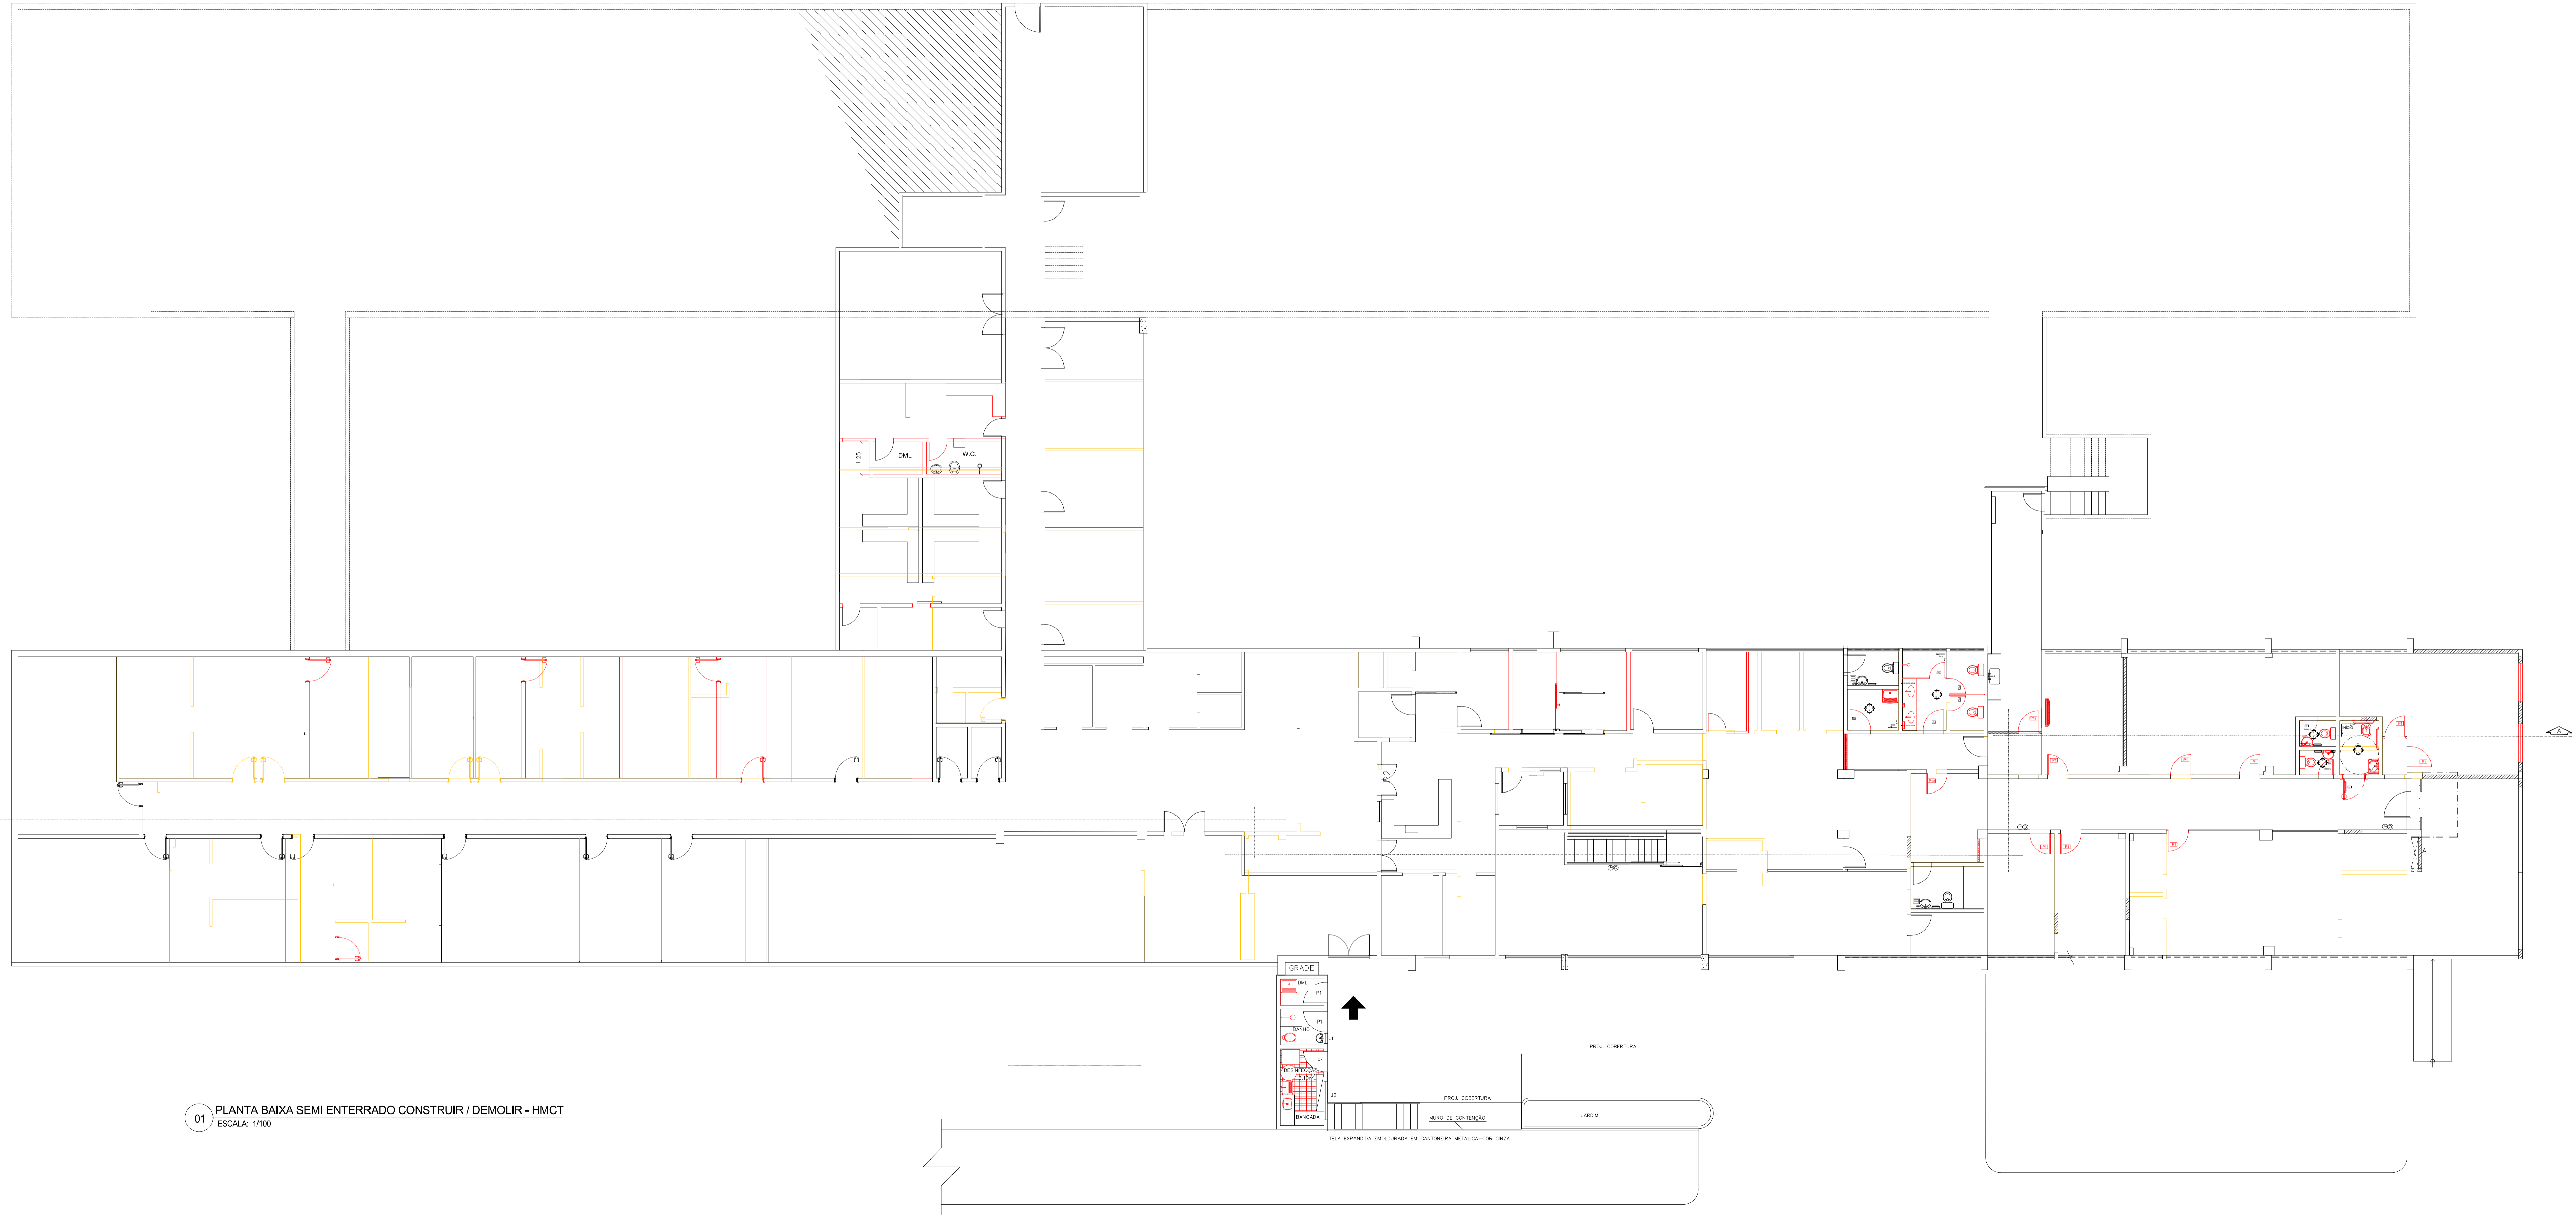 DML
W.C.
1.25
R2
A
A
GRADE
DML
P1
P1
BANHO
J1
P1
DESINFECÇÃO
J2
BANCADA
PROJ. COBERTURA
PROJ. COBERTURA
MURO DE CONTENÇÃO
JARDIM
TELA EXPANDIDA EMOLDURADA EM CANTONEIRA METALICA-COR CINZA
01
PLANTA BAIXA SEMI ENTERRADO CONSTRUIR / DEMOLIR - HMCT
ESCALA: 1/100